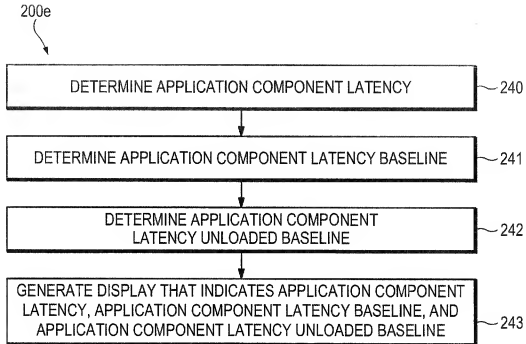 200e
DETERMINE APPLICATION COMPONENT LATENCY
240
DETERMINE APPLICATION COMPONENT LATENCY BASELINE
241
DETERMINE APPLICATION COMPONENT
LATENCY UNLOADED BASELINE
242
GENERATE DISPLAY THAT INDICATES APPLICATION COMPONENT
LATENCY, APPLICATION COMPONENT LATENCY BASELINE, AND
APPLICATION COMPONENT LATENCY UNLOADED BASELINE
243